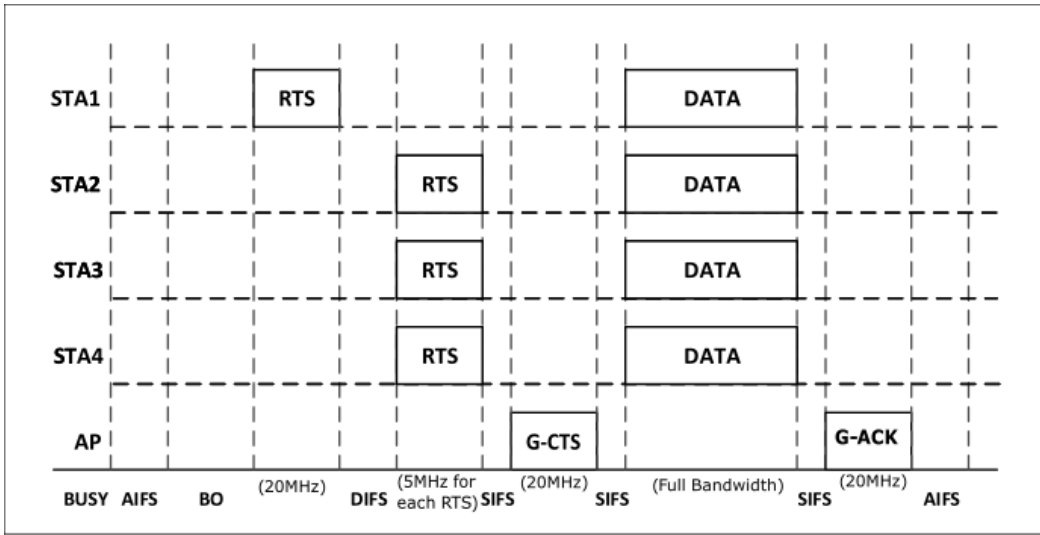 STA1 RTS DATA
STA2 RTS DATA
STA3 RTS DATA
STA4 RTS DATA
AP G-CTS G-ACK
(20MHz) (5MHz for (20MHz) (Full Bandwidth) (20MHz)
BUSY AIFS BO DIFS each RTS) SIFS SIFS SIFS AIFS